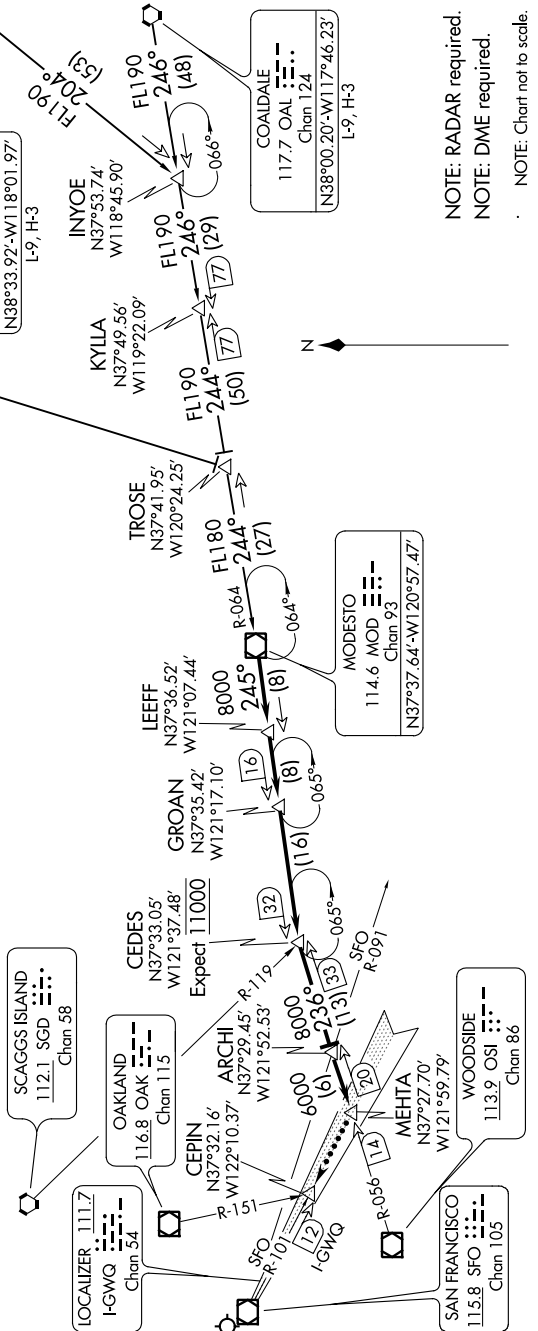 SCAGGS ISLAND
112.1 SGD
Chan 58
OAKLAND
116.8 OAK
Chan 115
LOCALIZER 111.7
I-GWQ
Chan 54
SAN FRANCISCO
115.8 SFO
Chan 105
WOODSIDE
113.9 OSI
Chan 86
CEPIN
N37°32.16'
W122°10.37'
R-151
R-119
SFO
R-101
12
I-GWQ
R-056
14
20
MEHTA
N37°27.70'
W121°59.79'
6000
(6)
ARCHI
N37°29.45'
W121°52.53'
8000
236°
(13)
33
SFO
R-091
CEDES
N37°33.05'
W121°37.48'
Expect 11000
32
065°
(16)
GROAN
N37°35.42'
W121°17.10'
16
065°
(8)
LEEFF
N37°36.52'
W121°07.44'
8000
245°
(8)
MODESTO
114.6 MOD
Chan 93
N37°37.64'-W120°57.47'
R-064
064°
FL180
244°
(27)
TROSE
N37°41.95'
W120°24.25'
FL190
244°
(50)
77
77
KYLLA
N37°49.56'
W119°22.09'
FL190
246°
(29)
INYOE
N37°53.74'
W118°45.90'
066°
FL190
204°
(53)
FL190
246°
(48)
N38°33.92'-W118°01.97'
L-9, H-3
COALDALE
117.7 OAL
Chan 124
N38°00.20'-W117°46.23'
L-9, H-3
N
NOTE: RADAR required.
NOTE: DME required.
NOTE: Chart not to scale.